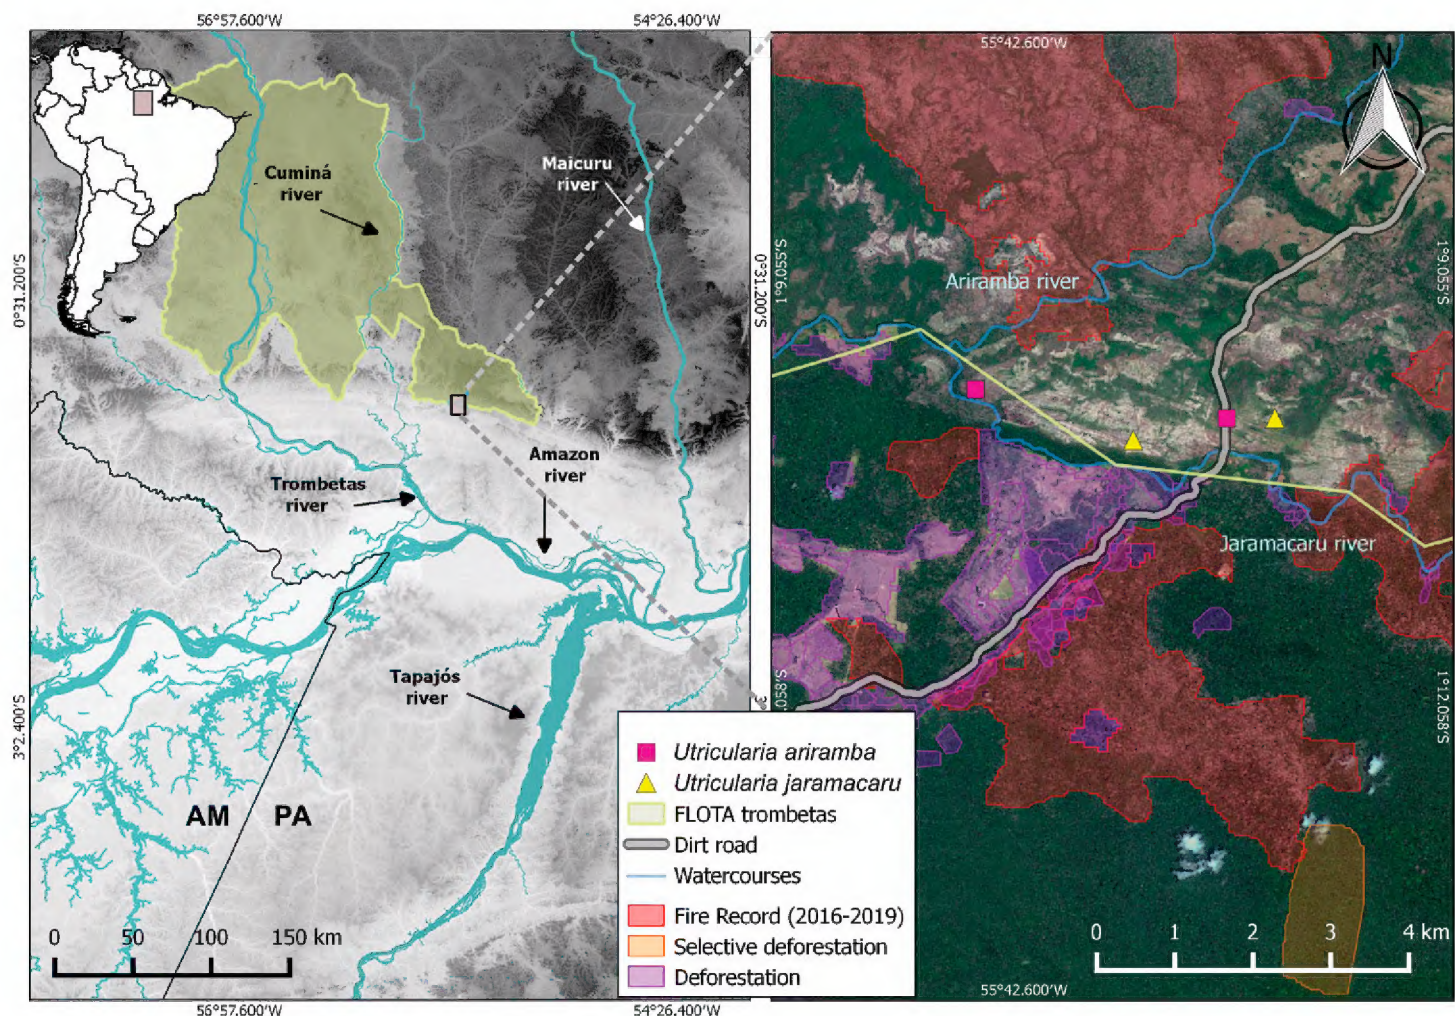 56°57.600'W
54°26.400'W
55°42.600'W
N
Cuminá
river
Maicuru
river
0°31.200'S
0°31.200'S
1°9.055'S
1°9.055'S
Ariramba river
Trombetas
river
Amazon
river
Jaramacaru river
Tapajós
river
3°2.400'S
1°12.058'S
AM
PA
Utricularia ariramba
Utricularia jaramacaru
FLOTA trombetas
Dirt road
Watercourses
Fire Record (2016-2019)
Selective deforestation
Deforestation
0 50 100 150 km
0 1 2 3 4 km
56°57.600'W
54°26.400'W
55°42.600'W